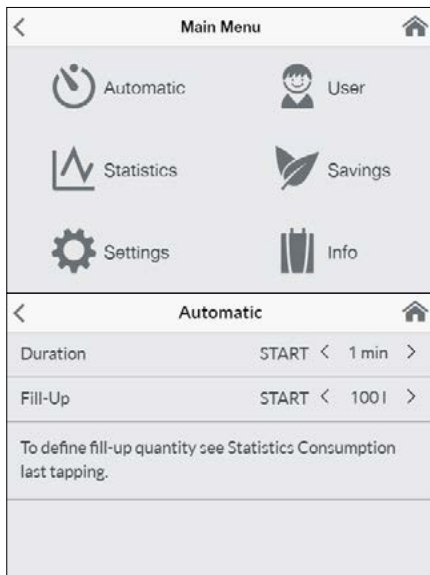 Main Menu
Automatic User
Statistics Savings
Settings Info
Automatic
Duration START < 1 min >
Fill-Up START < 100 l >
To define fill-up quantity see Statistics Consumption
last tapping.